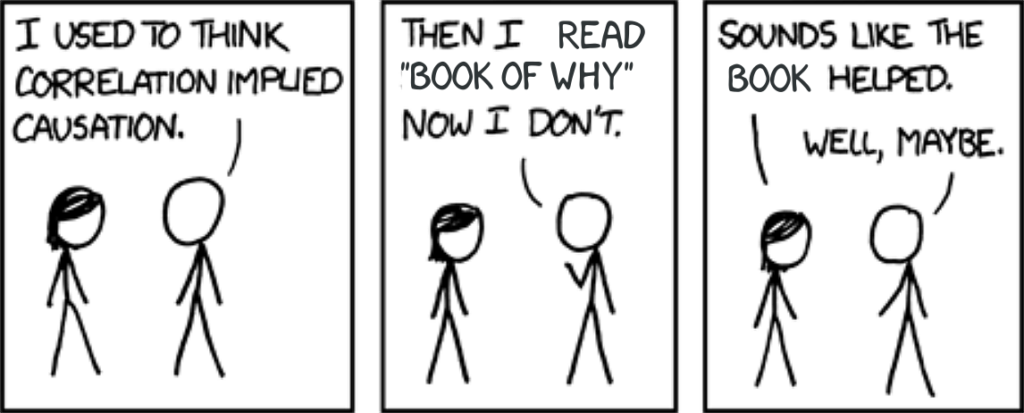 I USED TO THINK
CORRELATION IMPLIED
CAUSATION.
THEN I READ
"BOOK OF WHY"
NOW I DON'T.
SOUNDS LIKE THE
BOOK HELPED.
WELL, MAYBE.